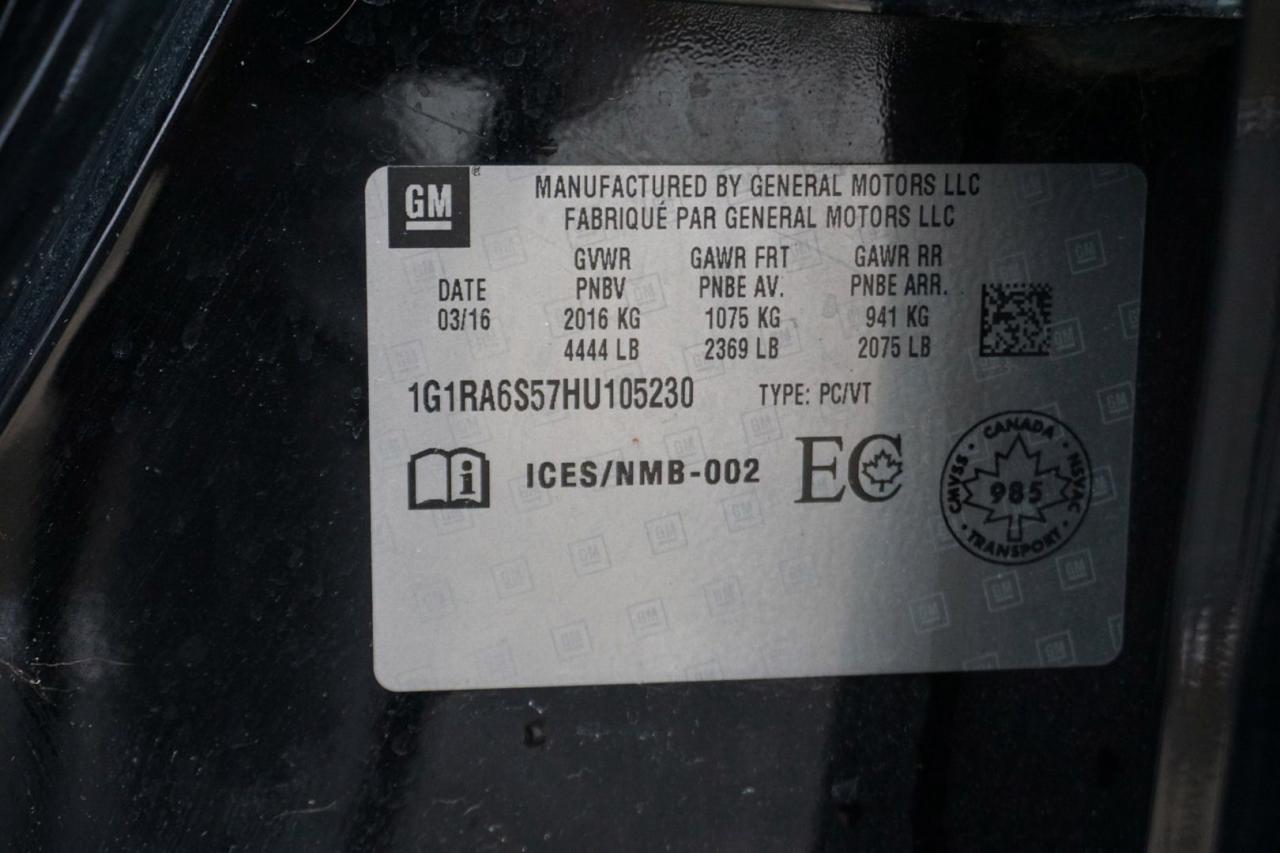 GM
MANUFACTURED BY GENERAL MOTORS LLC
FABRIQUÉ PAR GENERAL MOTORS LLC
GVWR GAWR FRT GAWR RR
DATE PNBV PNBE AV. PNBE ARR.
03/16 2016 KG 1075 KG 941 KG
4444 LB 2369 LB 2075 LB
1G1RA6S57HU105230 TYPE: PC/VT
i ICES/NMB-002 EC
CANADA
CMVSS 985 NSVAC
TRANSPORT